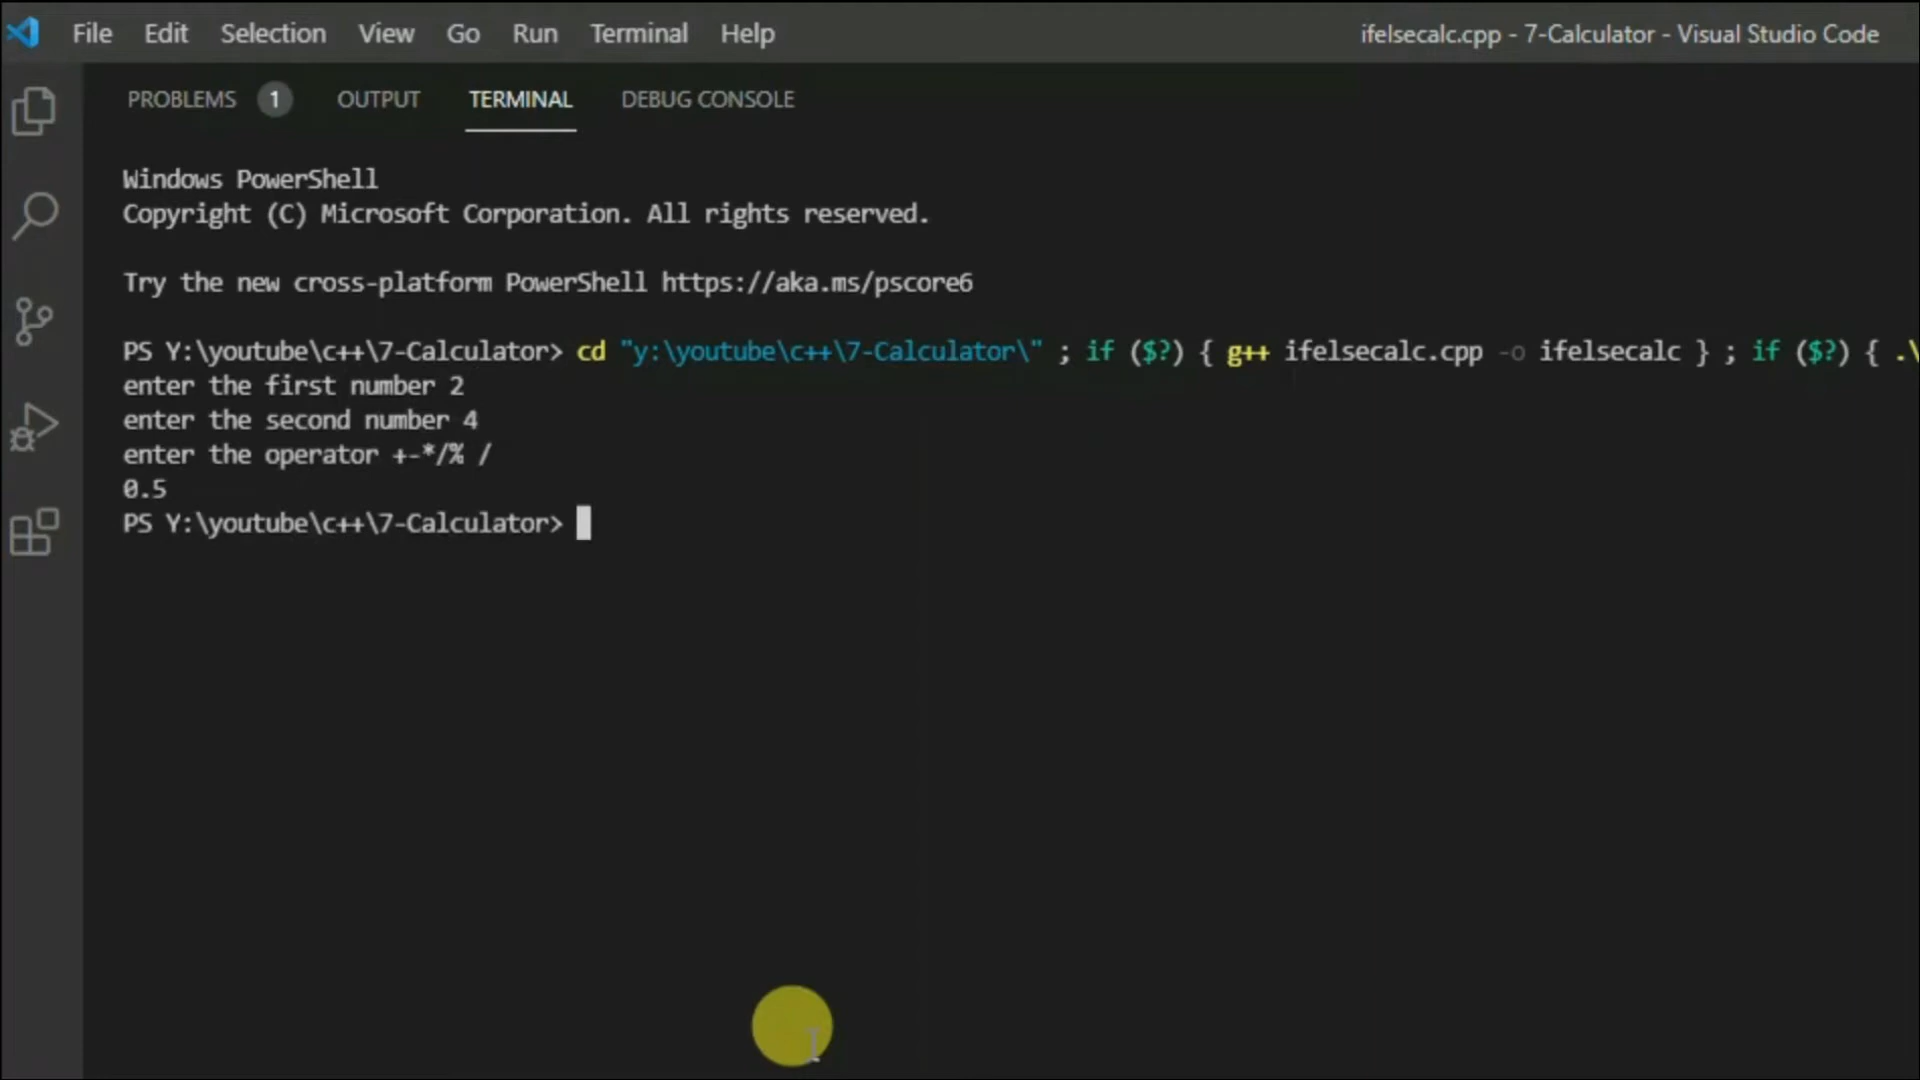 File Edit Selection View Go Run Terminal Help ifelsecalc.cpp - 7-Calculator - Visual Studio Code
PROBLEMS 1 OUTPUT TERMINAL DEBUG CONSOLE
Windows PowerShell
Copyright (C) Microsoft Corporation. All rights reserved.
Try the new cross-platform PowerShell https://aka.ms/pscore6
PS Y:\youtube\c++\7-Calculator> cd "y:\youtube\c++\7-Calculator\" ; if ($?) { g++ ifelsecalc.cpp -o ifelsecalc } ; if ($?) { .\
enter the first number 2
enter the second number 4
enter the operator +-*/% /
0.5
PS Y:\youtube\c++\7-Calculator>